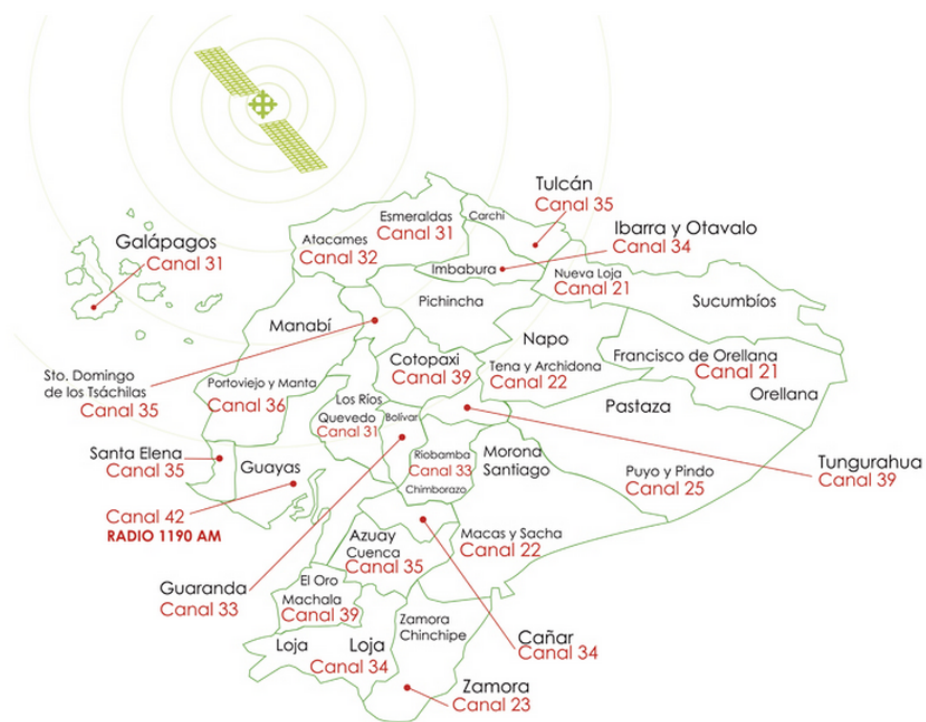 Tulcán
Canal 35
Carchi
Esmeraldas
Canal 31
Ibarra y Otavalo
Canal 34
Galápagos
Canal 31
Atacames
Canal 32
Imbabura
Nueva Loja
Canal 21
Sucumbíos
Pichincha
Manabí
Napo
Cotopaxi
Canal 39
Tena y Archidona
Canal 22
Francisco de Orellana
Canal 21
Orellana
Sto. Domingo
de los Tsáchilas
Canal 35
Portoviejo y Manta
Canal 36
Los Ríos
Quevedo
Canal 31
Bolívar
Pastaza
Santa Elena
Canal 35
Guayas
Riobamba
Canal 33
Chimborazo
Morona
Santiago
Puyo y Pindo
Canal 25
Tungurahua
Canal 39
Canal 42
RADIO 1190 AM
Azuay
Cuenca
Canal 35
Macas y Sacha
Canal 22
Guaranda
Canal 33
El Oro
Machala
Canal 39
Zamora
Chinchipe
Cañar
Canal 34
Loja
Loja
Canal 34
Zamora
Canal 23